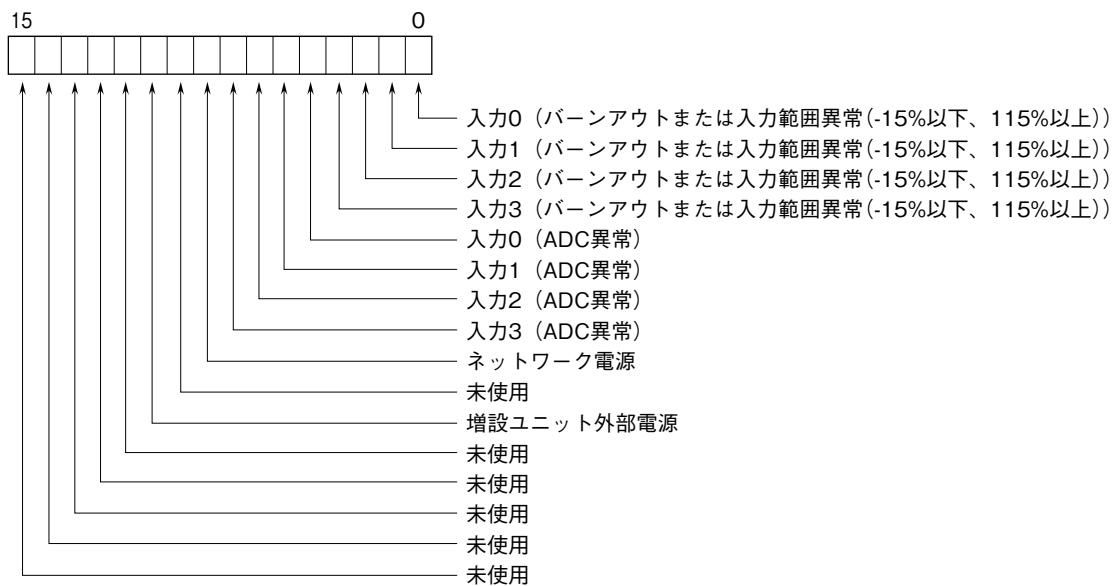 15 0
入力0（バーンアウトまたは入力範囲異常(-15%以下、115%以上)）
入力1（バーンアウトまたは入力範囲異常(-15%以下、115%以上)）
入力2（バーンアウトまたは入力範囲異常(-15%以下、115%以上)）
入力3（バーンアウトまたは入力範囲異常(-15%以下、115%以上)）
入力0（ADC異常）
入力1（ADC異常）
入力2（ADC異常）
入力3（ADC異常）
ネットワーク電源
未使用
増設ユニット外部電源
未使用
未使用
未使用
未使用
未使用